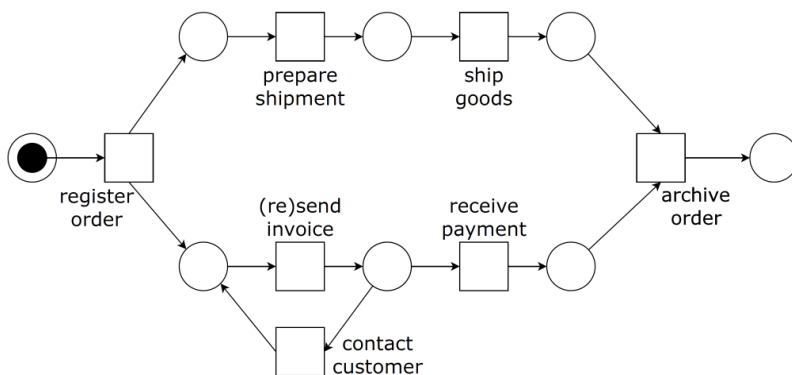 prepare
shipment
ship
goods
register
order
(re)send
invoice
receive
payment
archive
order
contact
customer